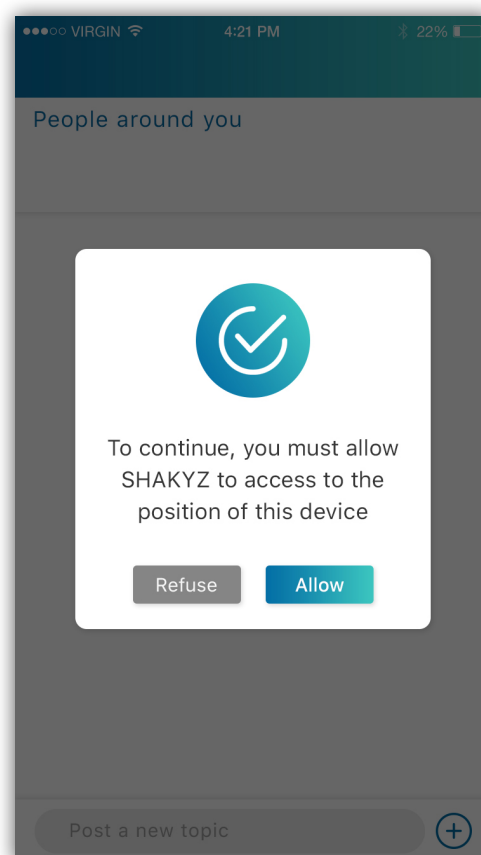 VIRGIN 4:21 PM 22%
People around you
To continue, you must allow
SHAKYZ to access to the
position of this device
Refuse Allow
Post a new topic